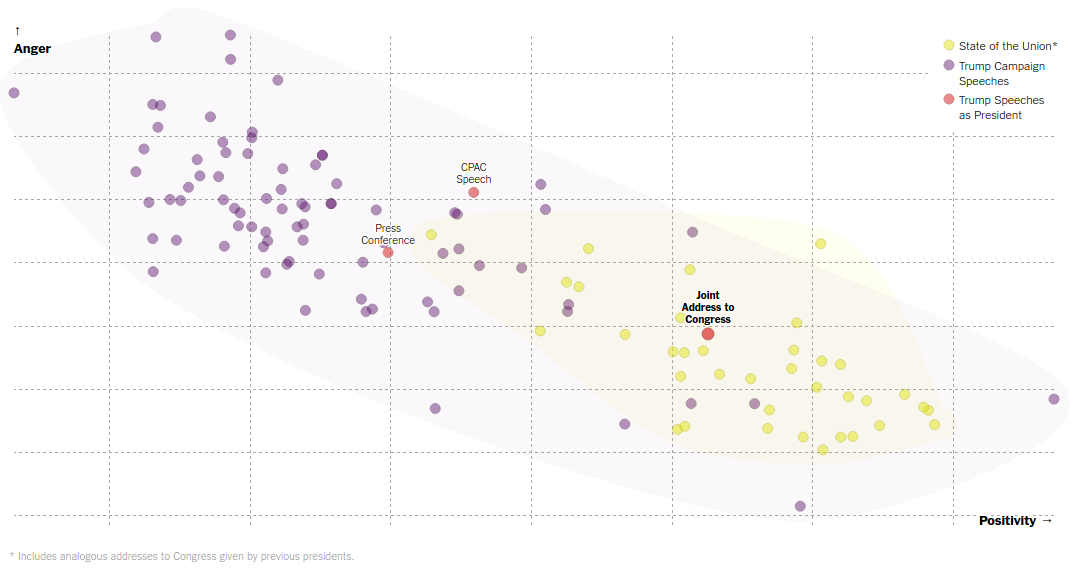 ↑
Anger
State of the Union*
Trump Campaign
Speeches
Trump Speeches
as President
CPAC
Speech
Press
Conference
Joint
Address to
Congress
Positivity →
* Includes analogous addresses to Congress given by previous presidents.